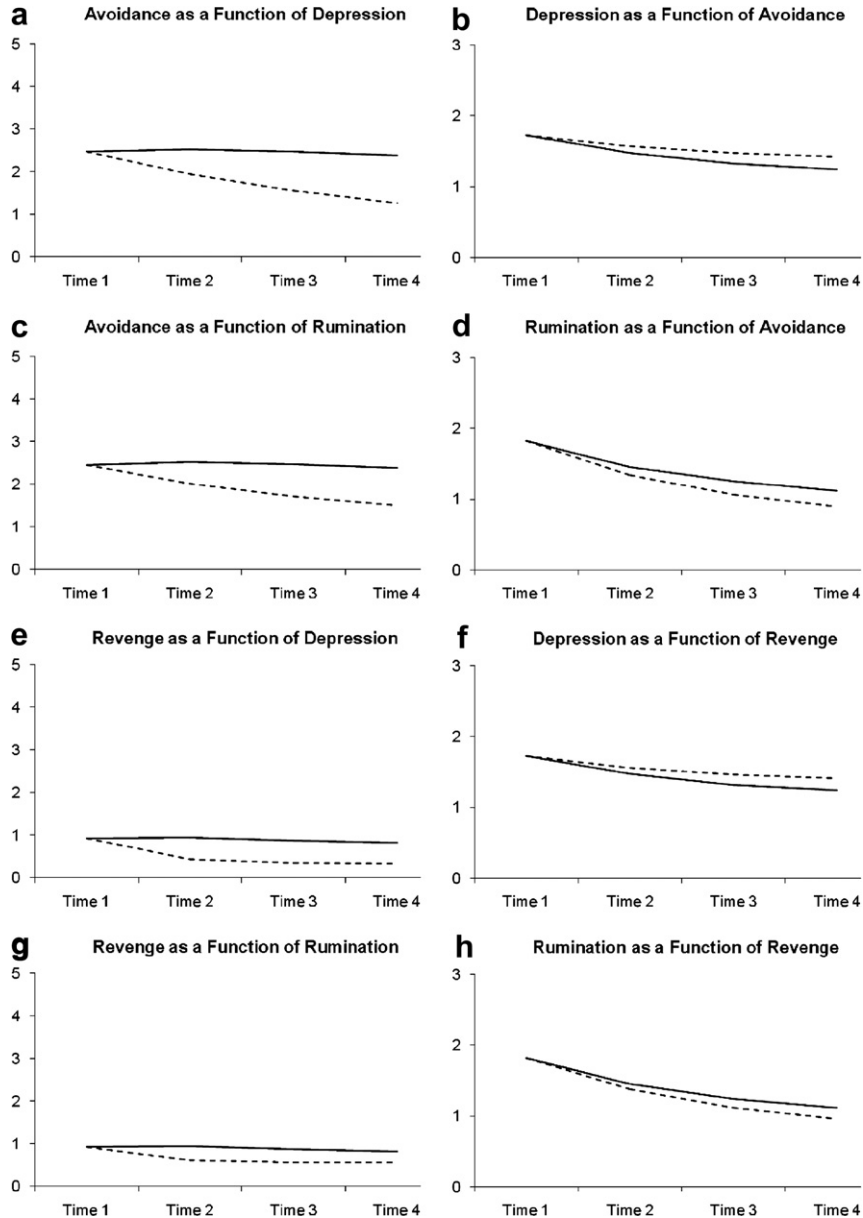 a Avoidance as a Function of Depression
5
4
3
2
1
0
Time 1 Time 2 Time 3 Time 4
b Depression as a Function of Avoidance
3
2
1
0
Time 1 Time 2 Time 3 Time 4
c Avoidance as a Function of Rumination
5
4
3
2
1
0
Time 1 Time 2 Time 3 Time 4
d Rumination as a Function of Avoidance
3
2
1
0
Time 1 Time 2 Time 3 Time 4
e Revenge as a Function of Depression
5
4
3
2
1
0
Time 1 Time 2 Time 3 Time 4
f Depression as a Function of Revenge
3
2
1
0
Time 1 Time 2 Time 3 Time 4
g Revenge as a Function of Rumination
5
4
3
2
1
0
Time 1 Time 2 Time 3 Time 4
h Rumination as a Function of Revenge
3
2
1
0
Time 1 Time 2 Time 3 Time 4